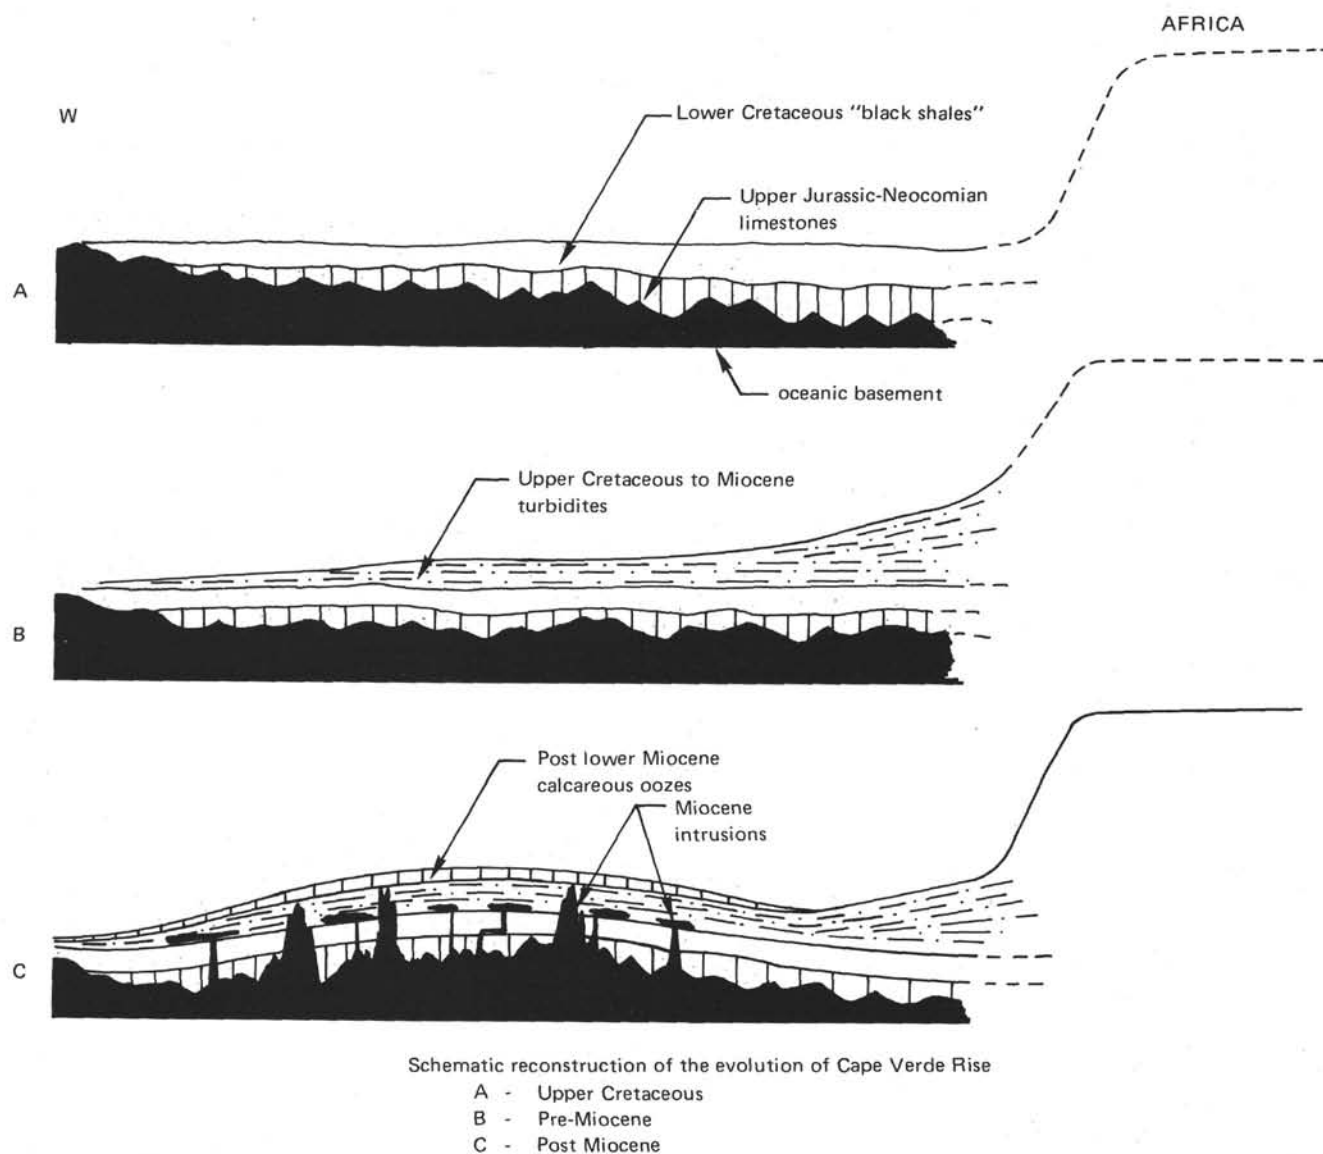 AFRICA
W
Lower Cretaceous "black shales"
Upper Jurassic-Neocomian
limestones
A
oceanic basement
Upper Cretaceous to Miocene
turbidites
B
Post lower Miocene
calcareous oozes
Miocene
intrusions
C
Schematic reconstruction of the evolution of Cape Verde Rise
A - Upper Cretaceous
B - Pre-Miocene
C - Post Miocene